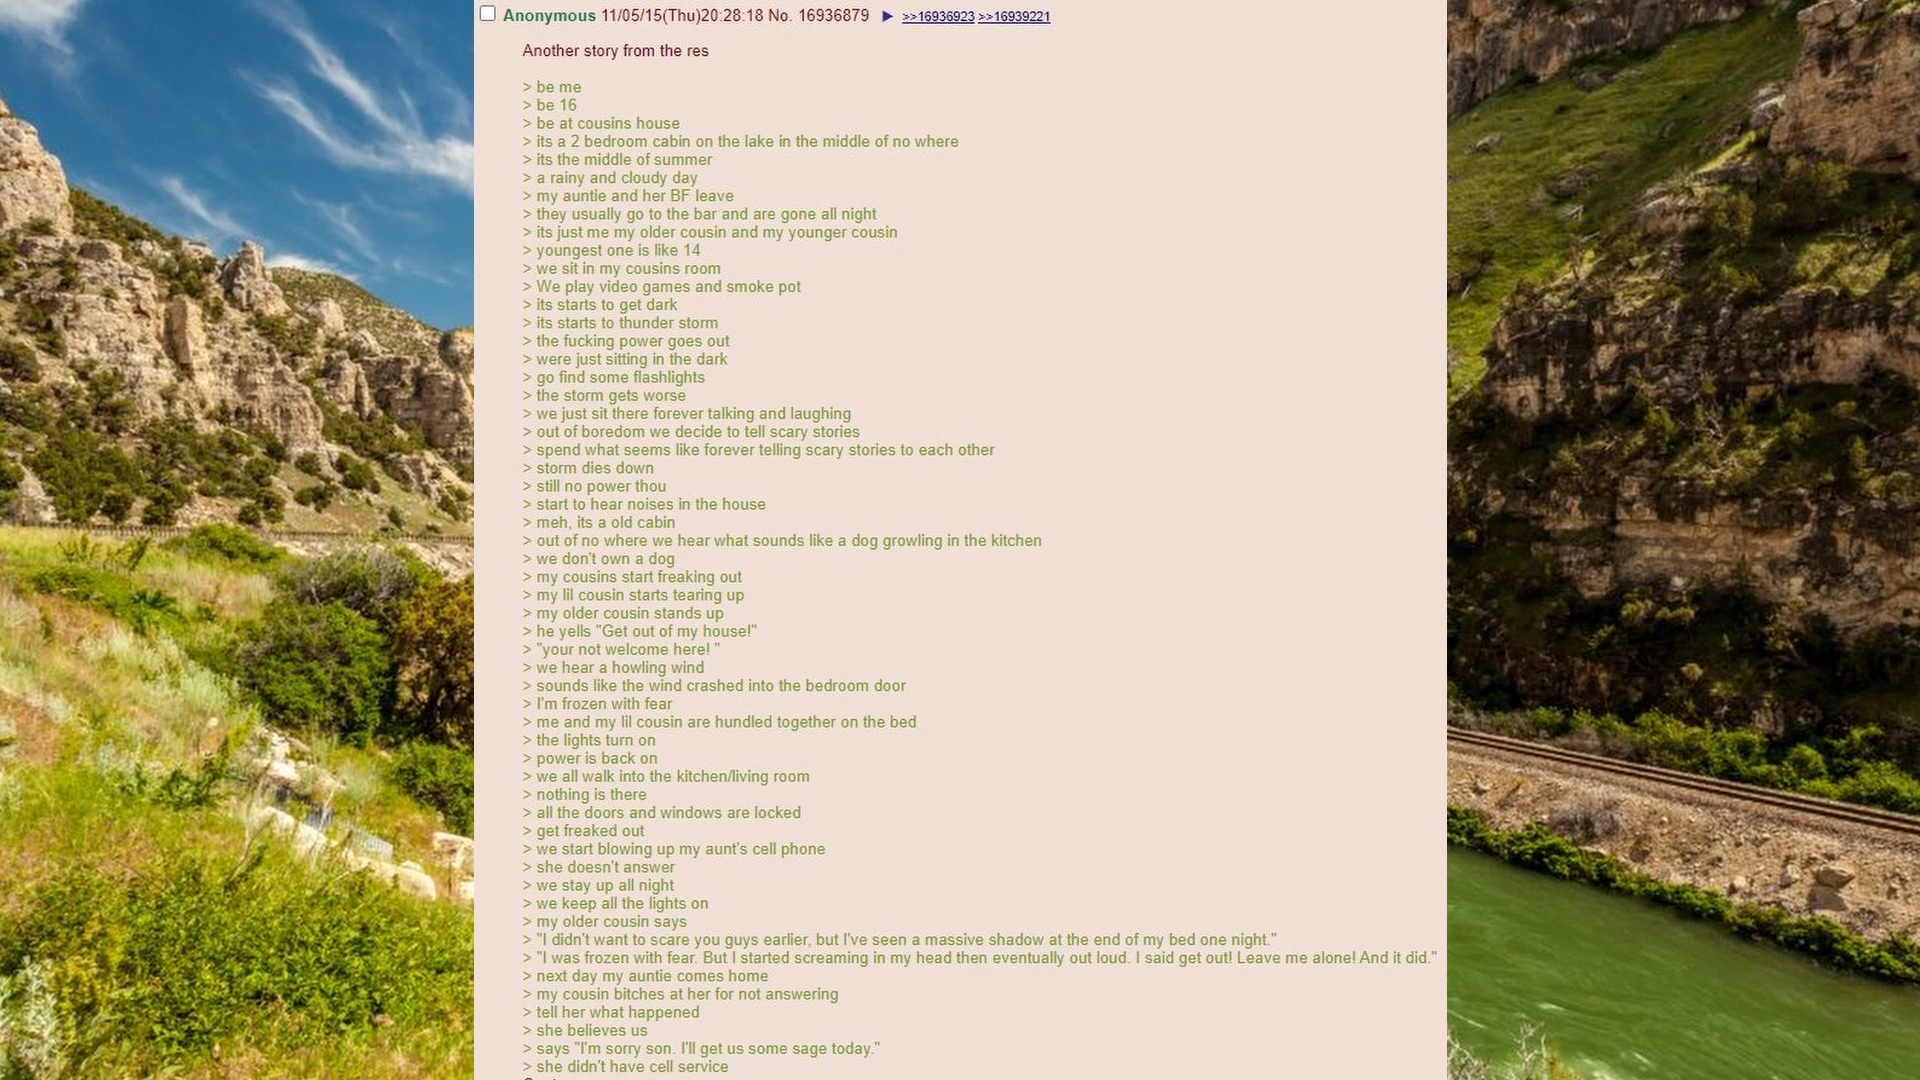 Anonymous 11/05/15(Thu)20:28:18 No. 16936879 ▶ >>16936923 >>16939221
Another story from the res
> be me
> be 16
> be at cousins house
> its a 2 bedroom cabin on the lake in the middle of no where
> its the middle of summer
> a rainy and cloudy day
> my auntie and her BF leave
> they usually go to the bar and are gone all night
> its just me my older cousin and my younger cousin
> youngest one is like 14
> we sit in my cousins room
> We play video games and smoke pot
> its starts to get dark
> its starts to thunder storm
> the fucking power goes out
> were just sitting in the dark
> go find some flashlights
> the storm gets worse
> we just sit there forever talking and laughing
> out of boredom we decide to tell scary stories
> spend what seems like forever telling scary stories to each other
> storm dies down
> still no power thou
> start to hear noises in the house
> meh, its a old cabin
> out of no where we hear what sounds like a dog growling in the kitchen
> we don't own a dog
> my cousins start freaking out
> my lil cousin starts tearing up
> my older cousin stands up
> he yells "Get out of my house!"
> "your not welcome here! "
> we hear a howling wind
> sounds like the wind crashed into the bedroom door
> I'm frozen with fear
> me and my lil cousin are hundled together on the bed
> the lights turn on
> power is back on
> we all walk into the kitchen/living room
> nothing is there
> all the doors and windows are locked
> get freaked out
> we start blowing up my aunt's cell phone
> she doesn't answer
> we stay up all night
> we keep all the lights on
> my older cousin says
> "I didn't want to scare you guys earlier, but I've seen a massive shadow at the end of my bed one night."
> "I was frozen with fear. But I started screaming in my head then eventually out loud. I said get out! Leave me alone! And it did."
> next day my auntie comes home
> my cousin bitches at her for not answering
> tell her what happened
> she believes us
> says "I'm sorry son. I'll get us some sage today."
> she didn't have cell service